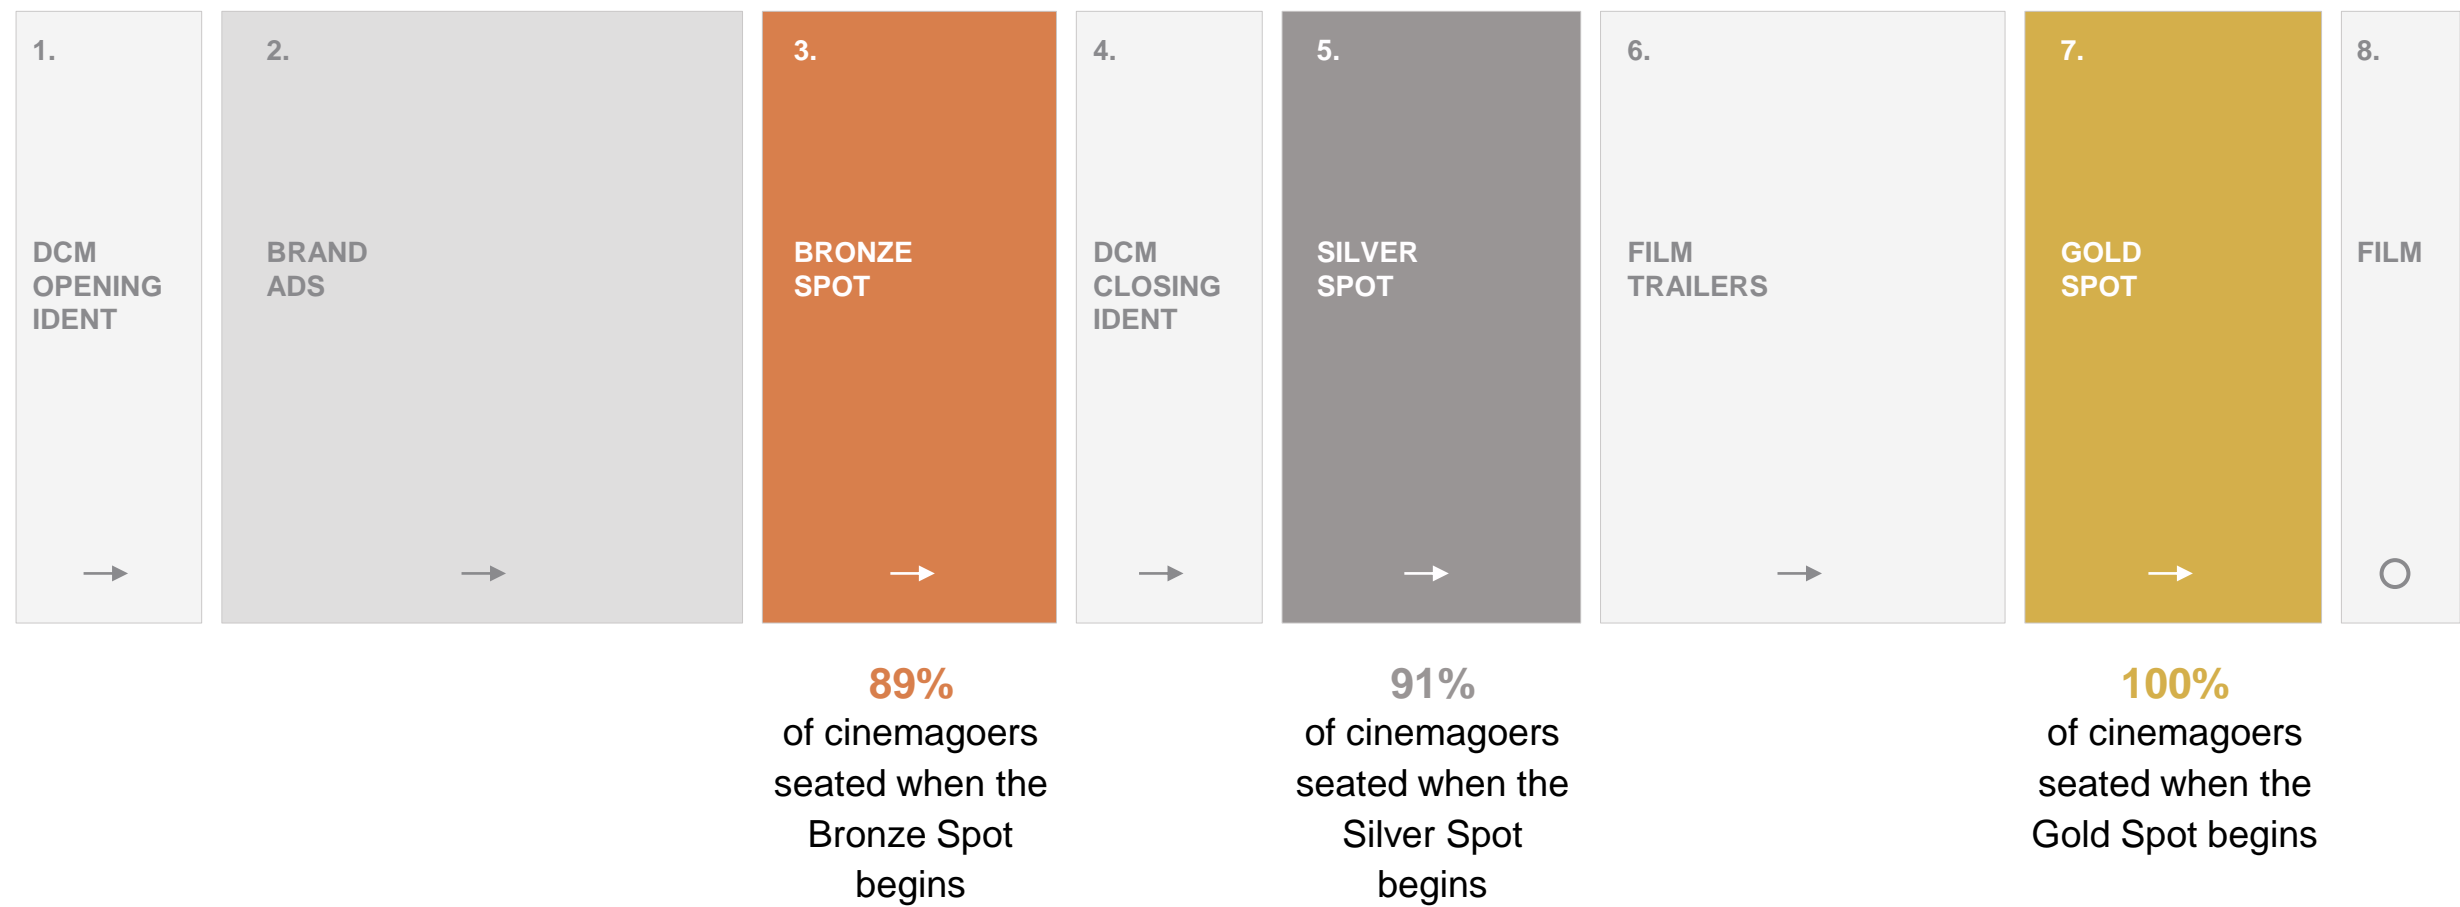 1.
DCM
OPENING
IDENT
2.
BRAND
ADS
3.
BRONZE
SPOT
4.
DCM
CLOSING
IDENT
5.
SILVER
SPOT
6.
FILM
TRAILERS
7.
GOLD
SPOT
8.
FILM
89%
of cinemagoers
seated when the
Bronze Spot
begins
91%
of cinemagoers
seated when the
Silver Spot
begins
100%
of cinemagoers
seated when the
Gold Spot begins